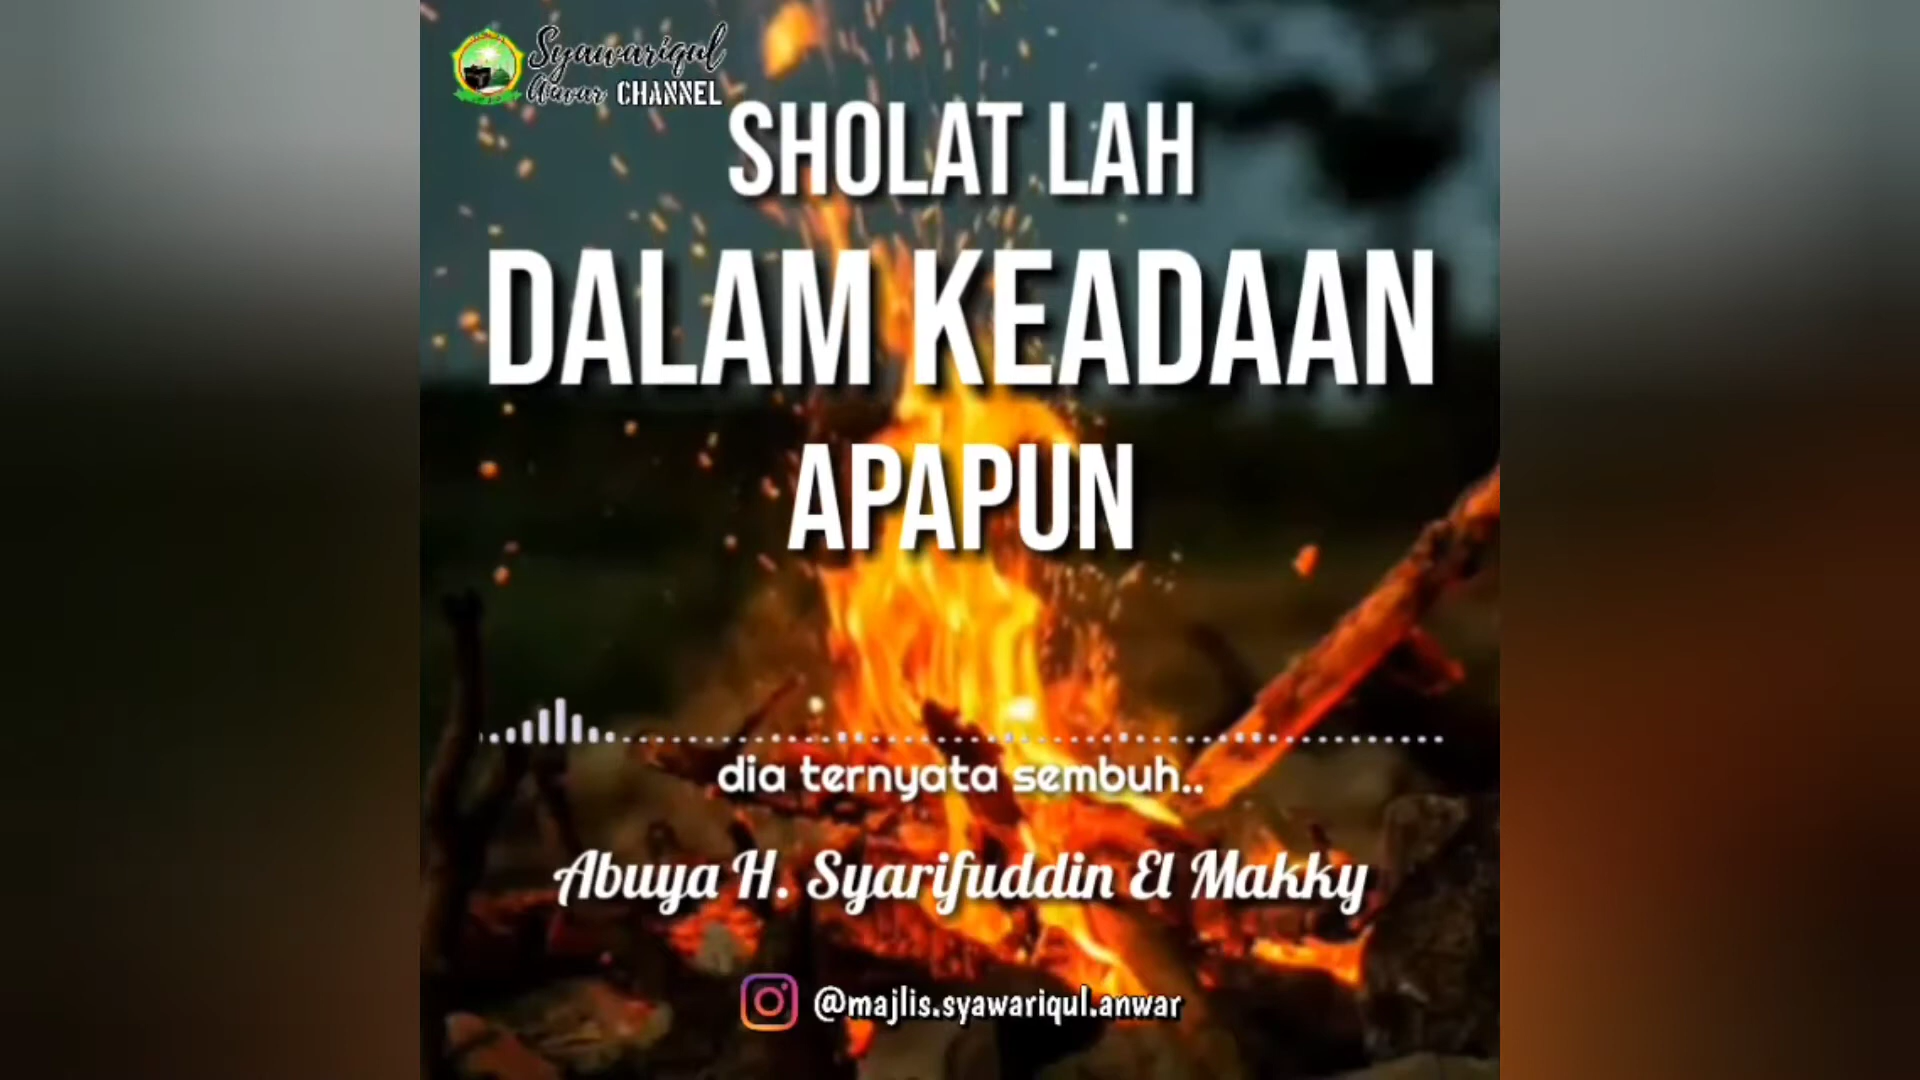 Syawariqul
Anwar CHANNEL
SHOLAT LAH
DALAM KEADAAN
APAPUN
dia ternyata sembuh..
Abuya H. Syarifuddin El Makky
@majlis.syawariqul.anwar